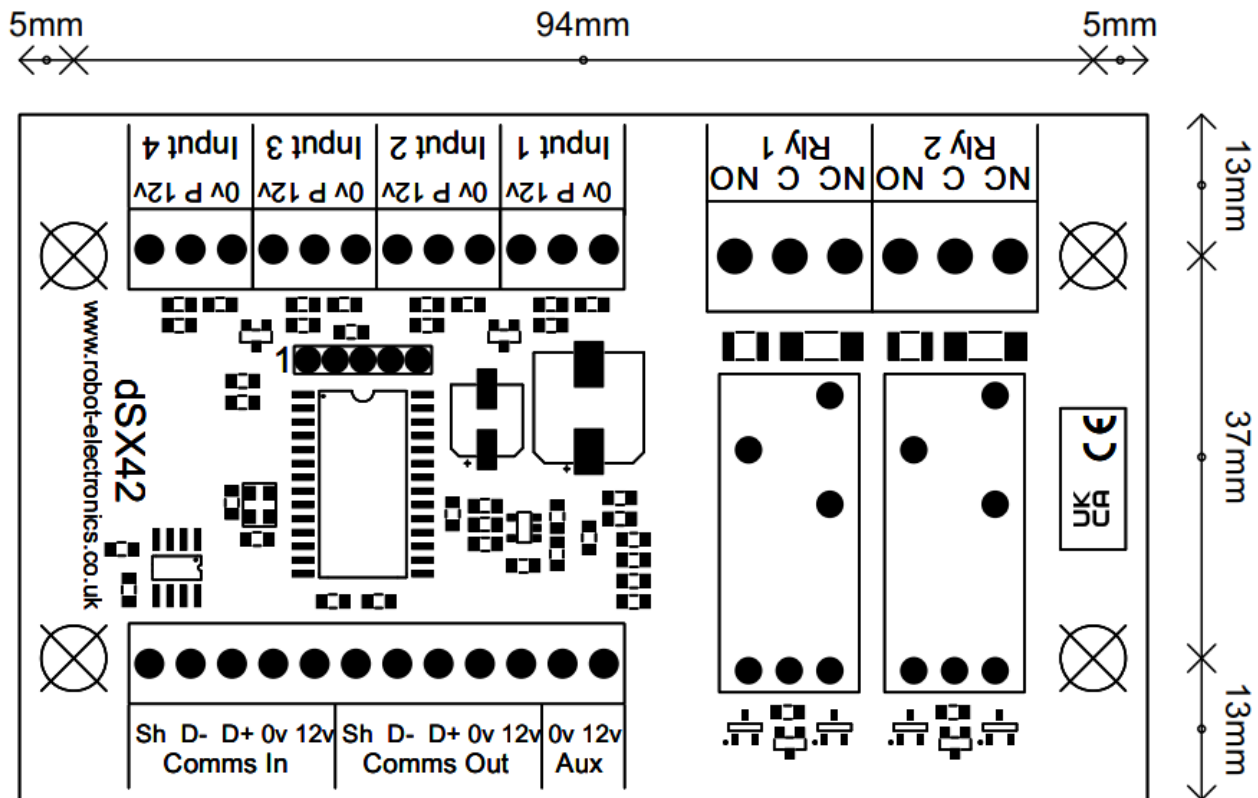 5mm 94mm 5mm
Input 4 Input 3 Input 2 Input 1 Rly 1 Rly 2
0v P 12v 0v P 12v 0v P 12v 0v P 12v NC C NO NC C NO
13mm
1
www.robot-electronics.co.uk
dSX42
37mm
CE
UK
CA
Sh D- D+ 0v 12v Sh D- D+ 0v 12v 0v 12v
Comms In Comms Out Aux
13mm